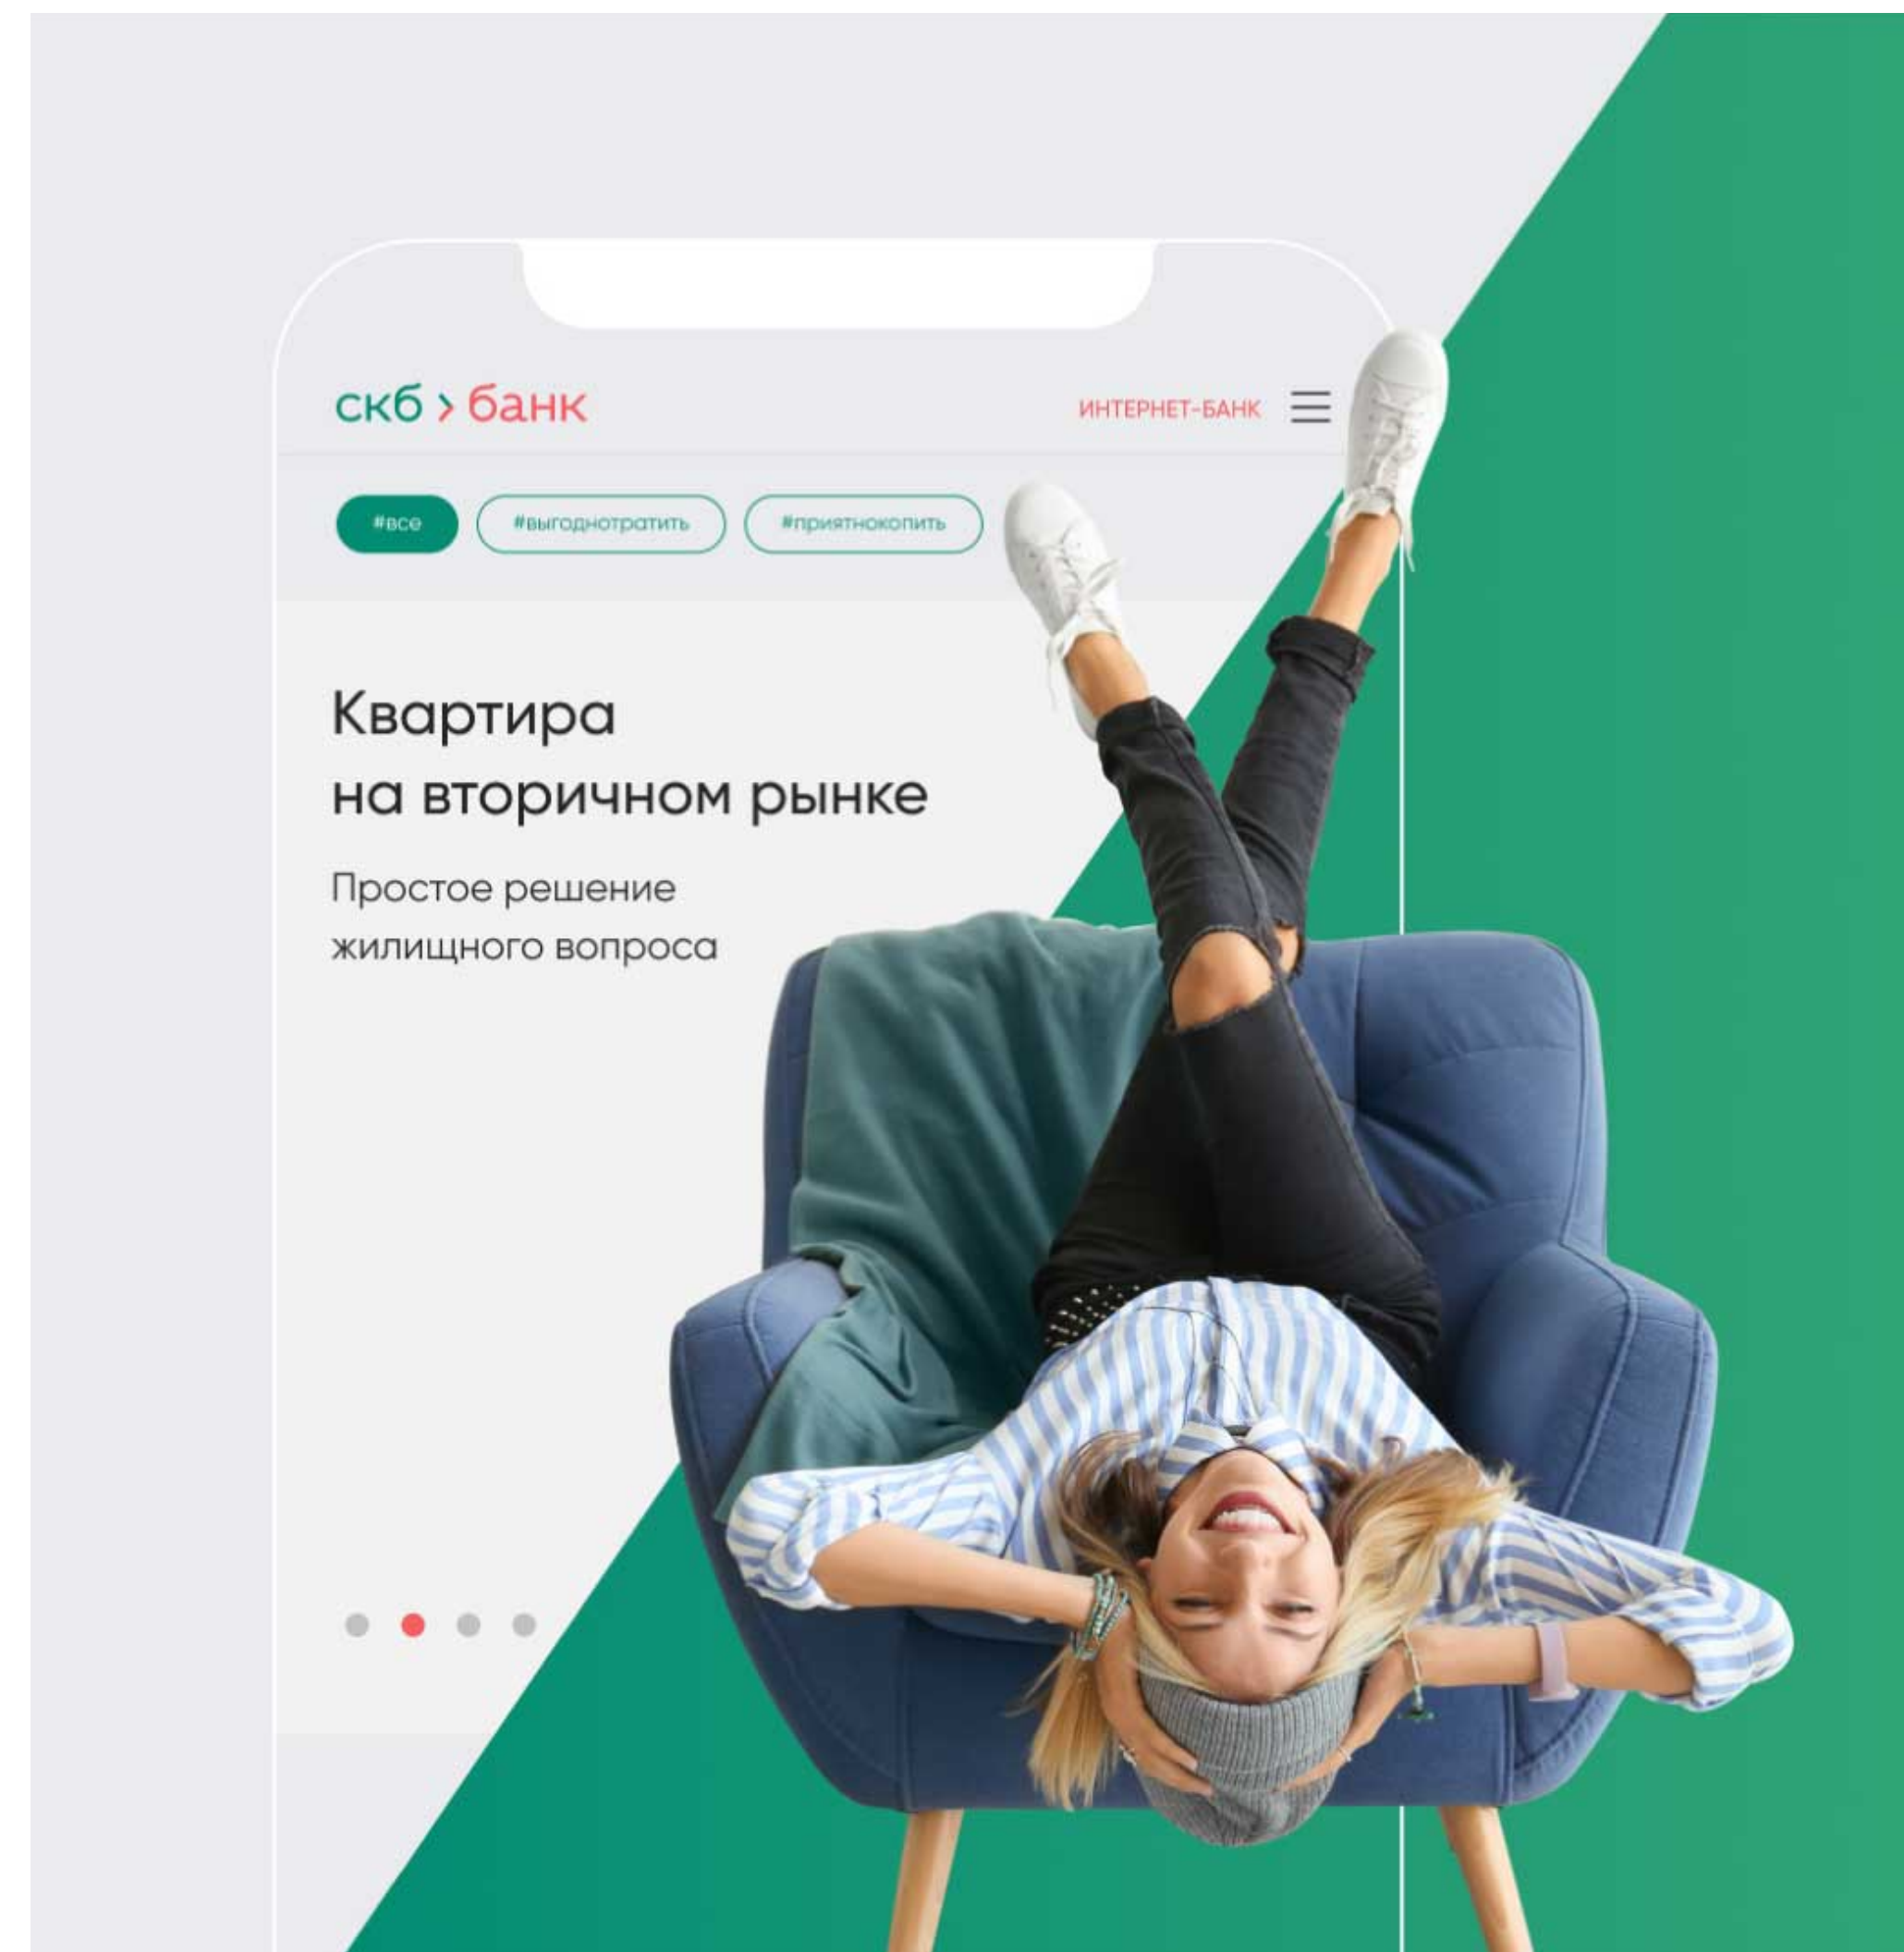 скб > банк
ИНТЕРНЕТ-БАНК
#все
#выгоднотратить
#приятнокопить
Квартира
на вторичном рынке
Простое решение
жилищного вопроса